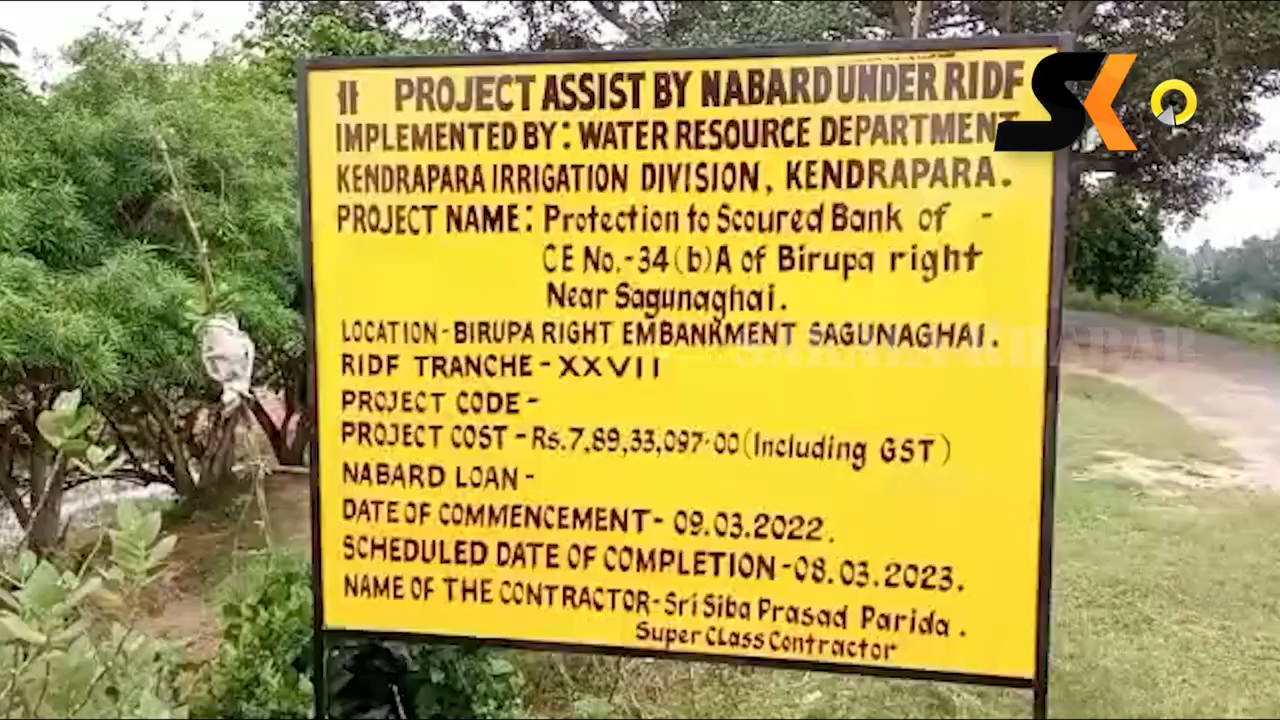 PROJECT ASSIST BY NABARD UNDER RIDF
IMPLEMENTED BY: WATER RESOURCE DEPARTMENT
KENDRAPARA IRRIGATION DIVISION, KENDRAPARA.
PROJECT NAME: Protection to Scoured Bank of -
CE No.-34(b)A of Birupa right
Near Sagunaghai.
LOCATION-BIRUPA RIGHT EMBANKMENT SAGUNAGHAI.
RIDF TRANCHE-XXVII
PROJECT CODE-
PROJECT COST-Rs.7,89,33,097.00(Including GST)
NABARD LOAN-
DATE OF COMMENCEMENT-09.03.2022.
SCHEDULED DATE OF COMPLETION-08.03.2023.
NAME OF THE CONTRACTOR-Sri Siba Prasad Parida.
Super Class Contractor
SK